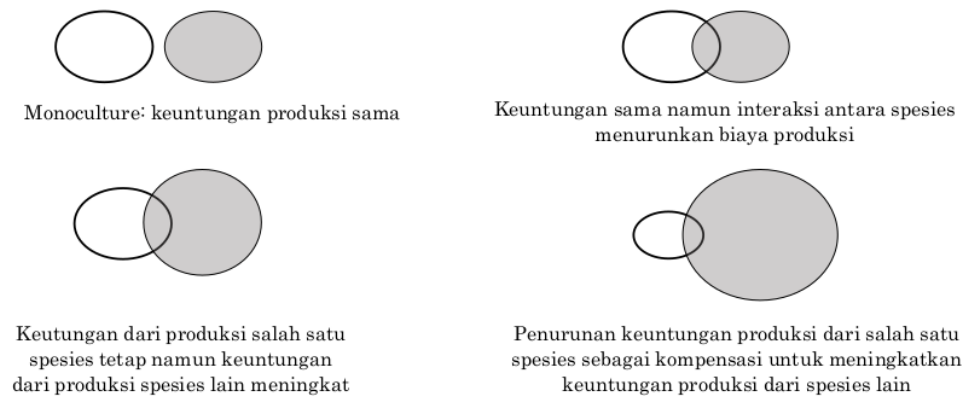 Monoculture: keuntungan produksi sama
Keuntungan sama namun interaksi antara spesies
menurunkan biaya produksi
Keutungan dari produksi salah satu
spesies tetap namun keuntungan
dari produksi spesies lain meningkat
Penurunan keuntungan produksi dari salah satu
spesies sebagai kompensasi untuk meningkatkan
keuntungan produksi dari spesies lain